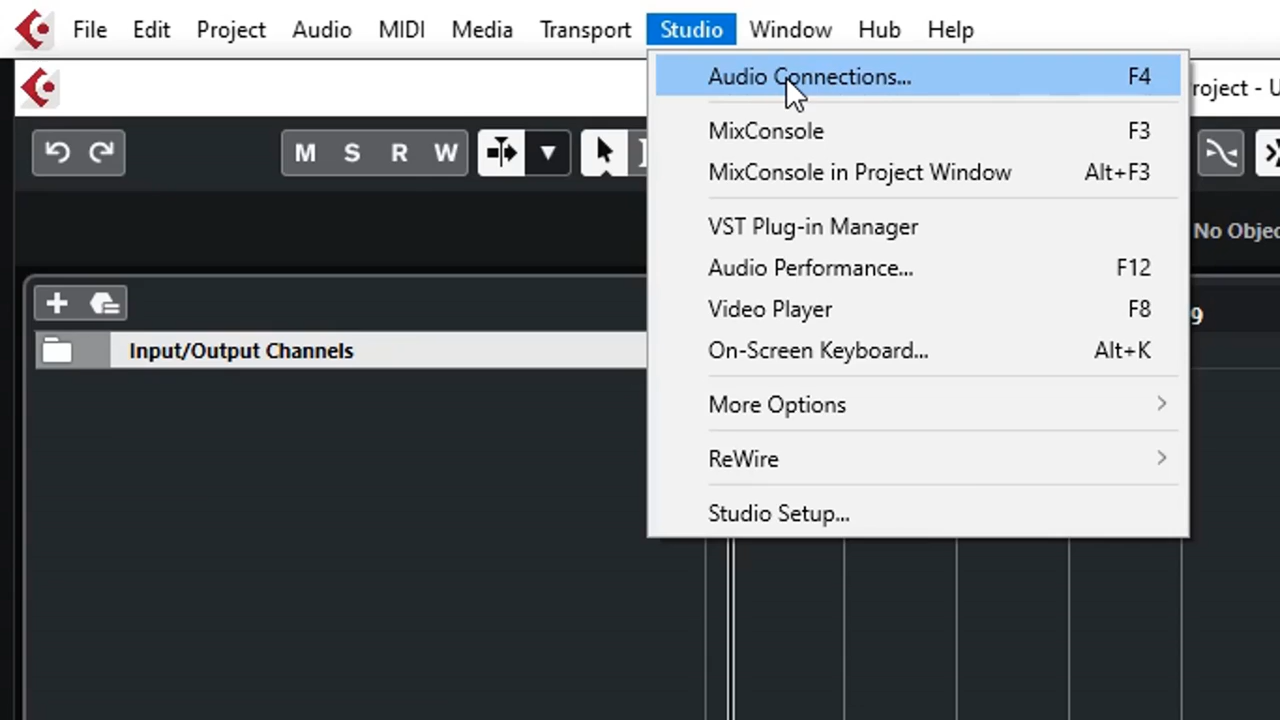 File Edit Project Audio MIDI Media Transport Studio Window Hub Help
Audio Connections... F4
roject - U
MixConsole F3
M S R W
MixConsole in Project Window Alt+F3
VST Plug-in Manager
No Objec
Audio Performance... F12
Video Player F8
9
Input/Output Channels
On-Screen Keyboard... Alt+K
More Options
ReWire
Studio Setup...